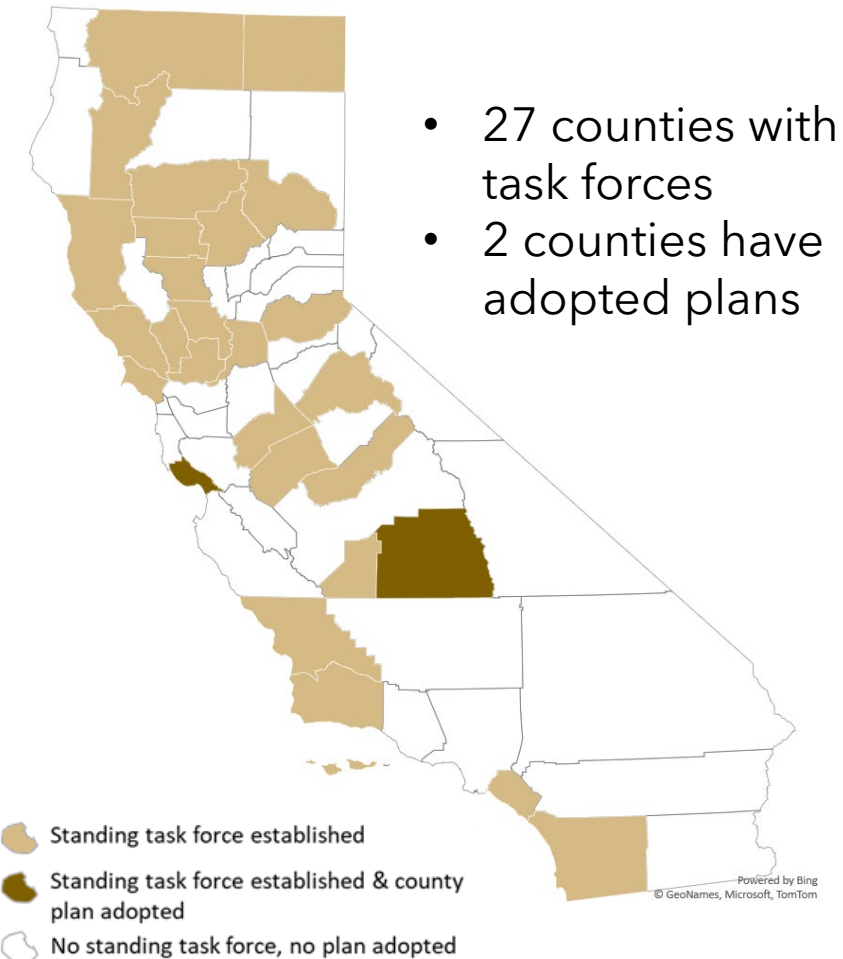 • 27 counties with
task forces
• 2 counties have
adopted plans
Standing task force established
Standing task force established & county
plan adopted
No standing task force, no plan adopted
Powered by Bing
© GeoNames, Microsoft, TomTom